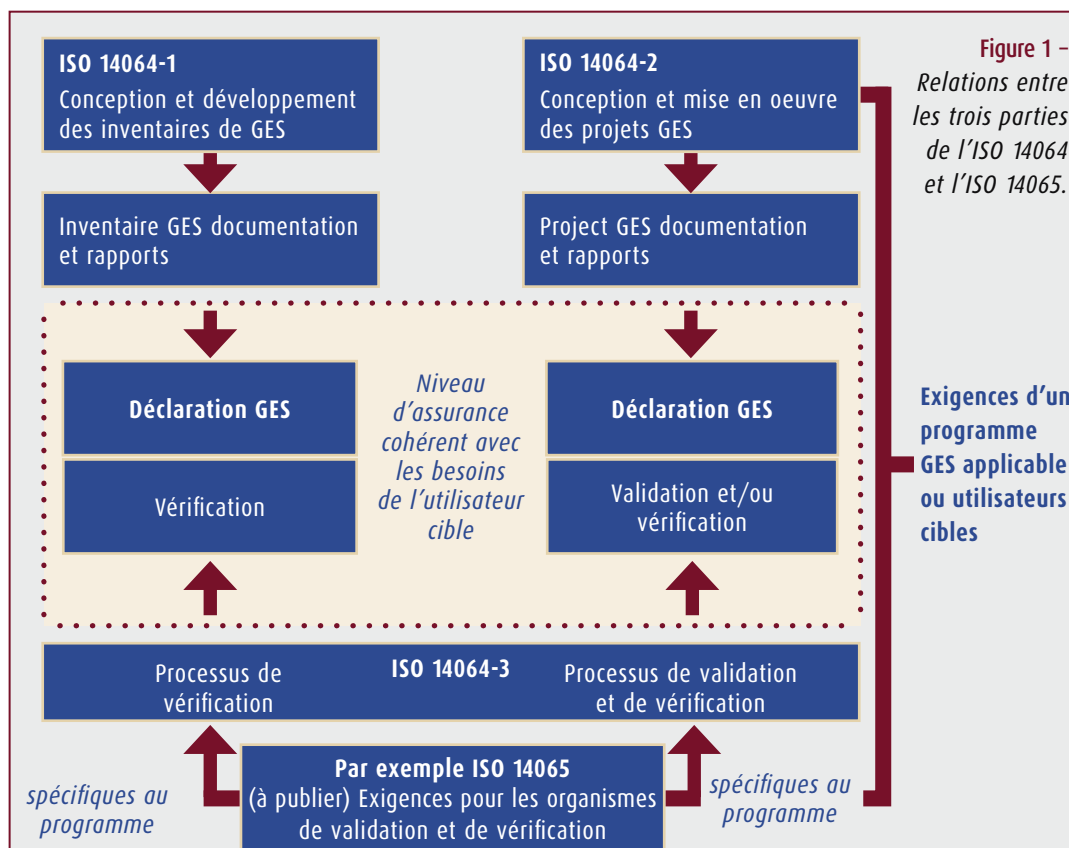 ISO 14064-1
Conception et développement
des inventaires de GES
ISO 14064-2
Conception et mise en oeuvre
des projets GES
Figure 1 –
Relations entre
les trois parties
de l'ISO 14064
et l'ISO 14065.
Inventaire GES documentation
et rapports
Project GES documentation
et rapports
Déclaration GES
Vérification
Niveau
d'assurance
cohérent avec
les besoins
de l'utilisateur
cible
Déclaration GES
Validation et/ou
vérification
Exigences d'un
programme
GES applicable
ou utilisateurs
cibles
Processus de
vérification
ISO 14064-3
Processus de validation
et de vérification
spécifiques au
programme
Par exemple ISO 14065
(à publier) Exigences pour les organismes
de validation et de vérification
spécifiques au
programme